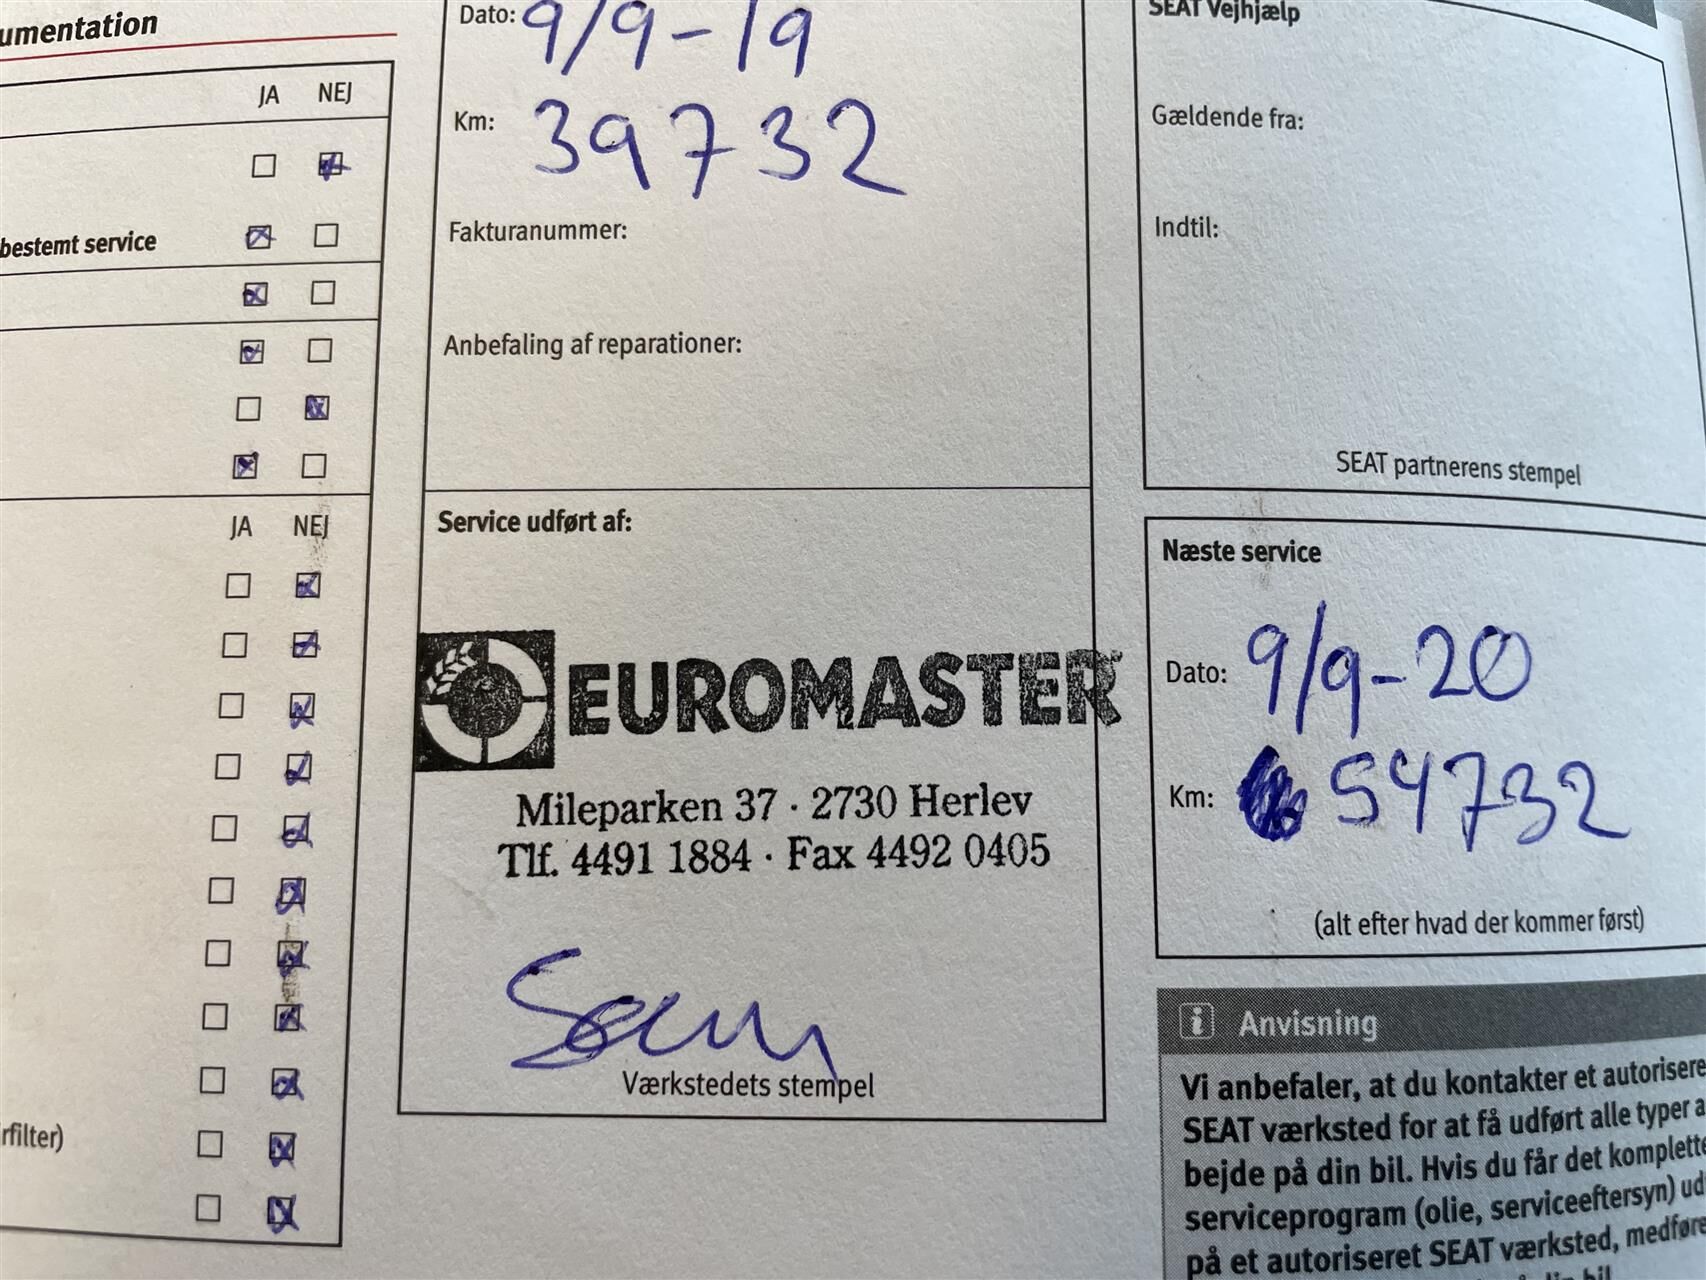 umentation
JA NEJ
bestemt service
JA NEJ
rfilter)
Dato: 9/9-19
Km: 39732
Fakturanummer:
Anbefaling af reparationer:
Service udført af:
EUROMASTER
Mileparken 37 · 2730 Herlev
Tlf. 4491 1884 · Fax 4492 0405
Værkstedets stempel
SEAT Vejhjælp
Gældende fra:
Indtil:
SEAT partnerens stempel
Næste service
Dato: 9/9-20
Km: 54732
(alt efter hvad der kommer først)
i Anvisning
Vi anbefaler, at du kontakter et autorisere
SEAT værksted for at få udført alle typer a
bejde på din bil. Hvis du får det komplette
serviceprogram (olie, serviceeftersyn) ud
på et autoriseret SEAT værksted, medføre
din bil